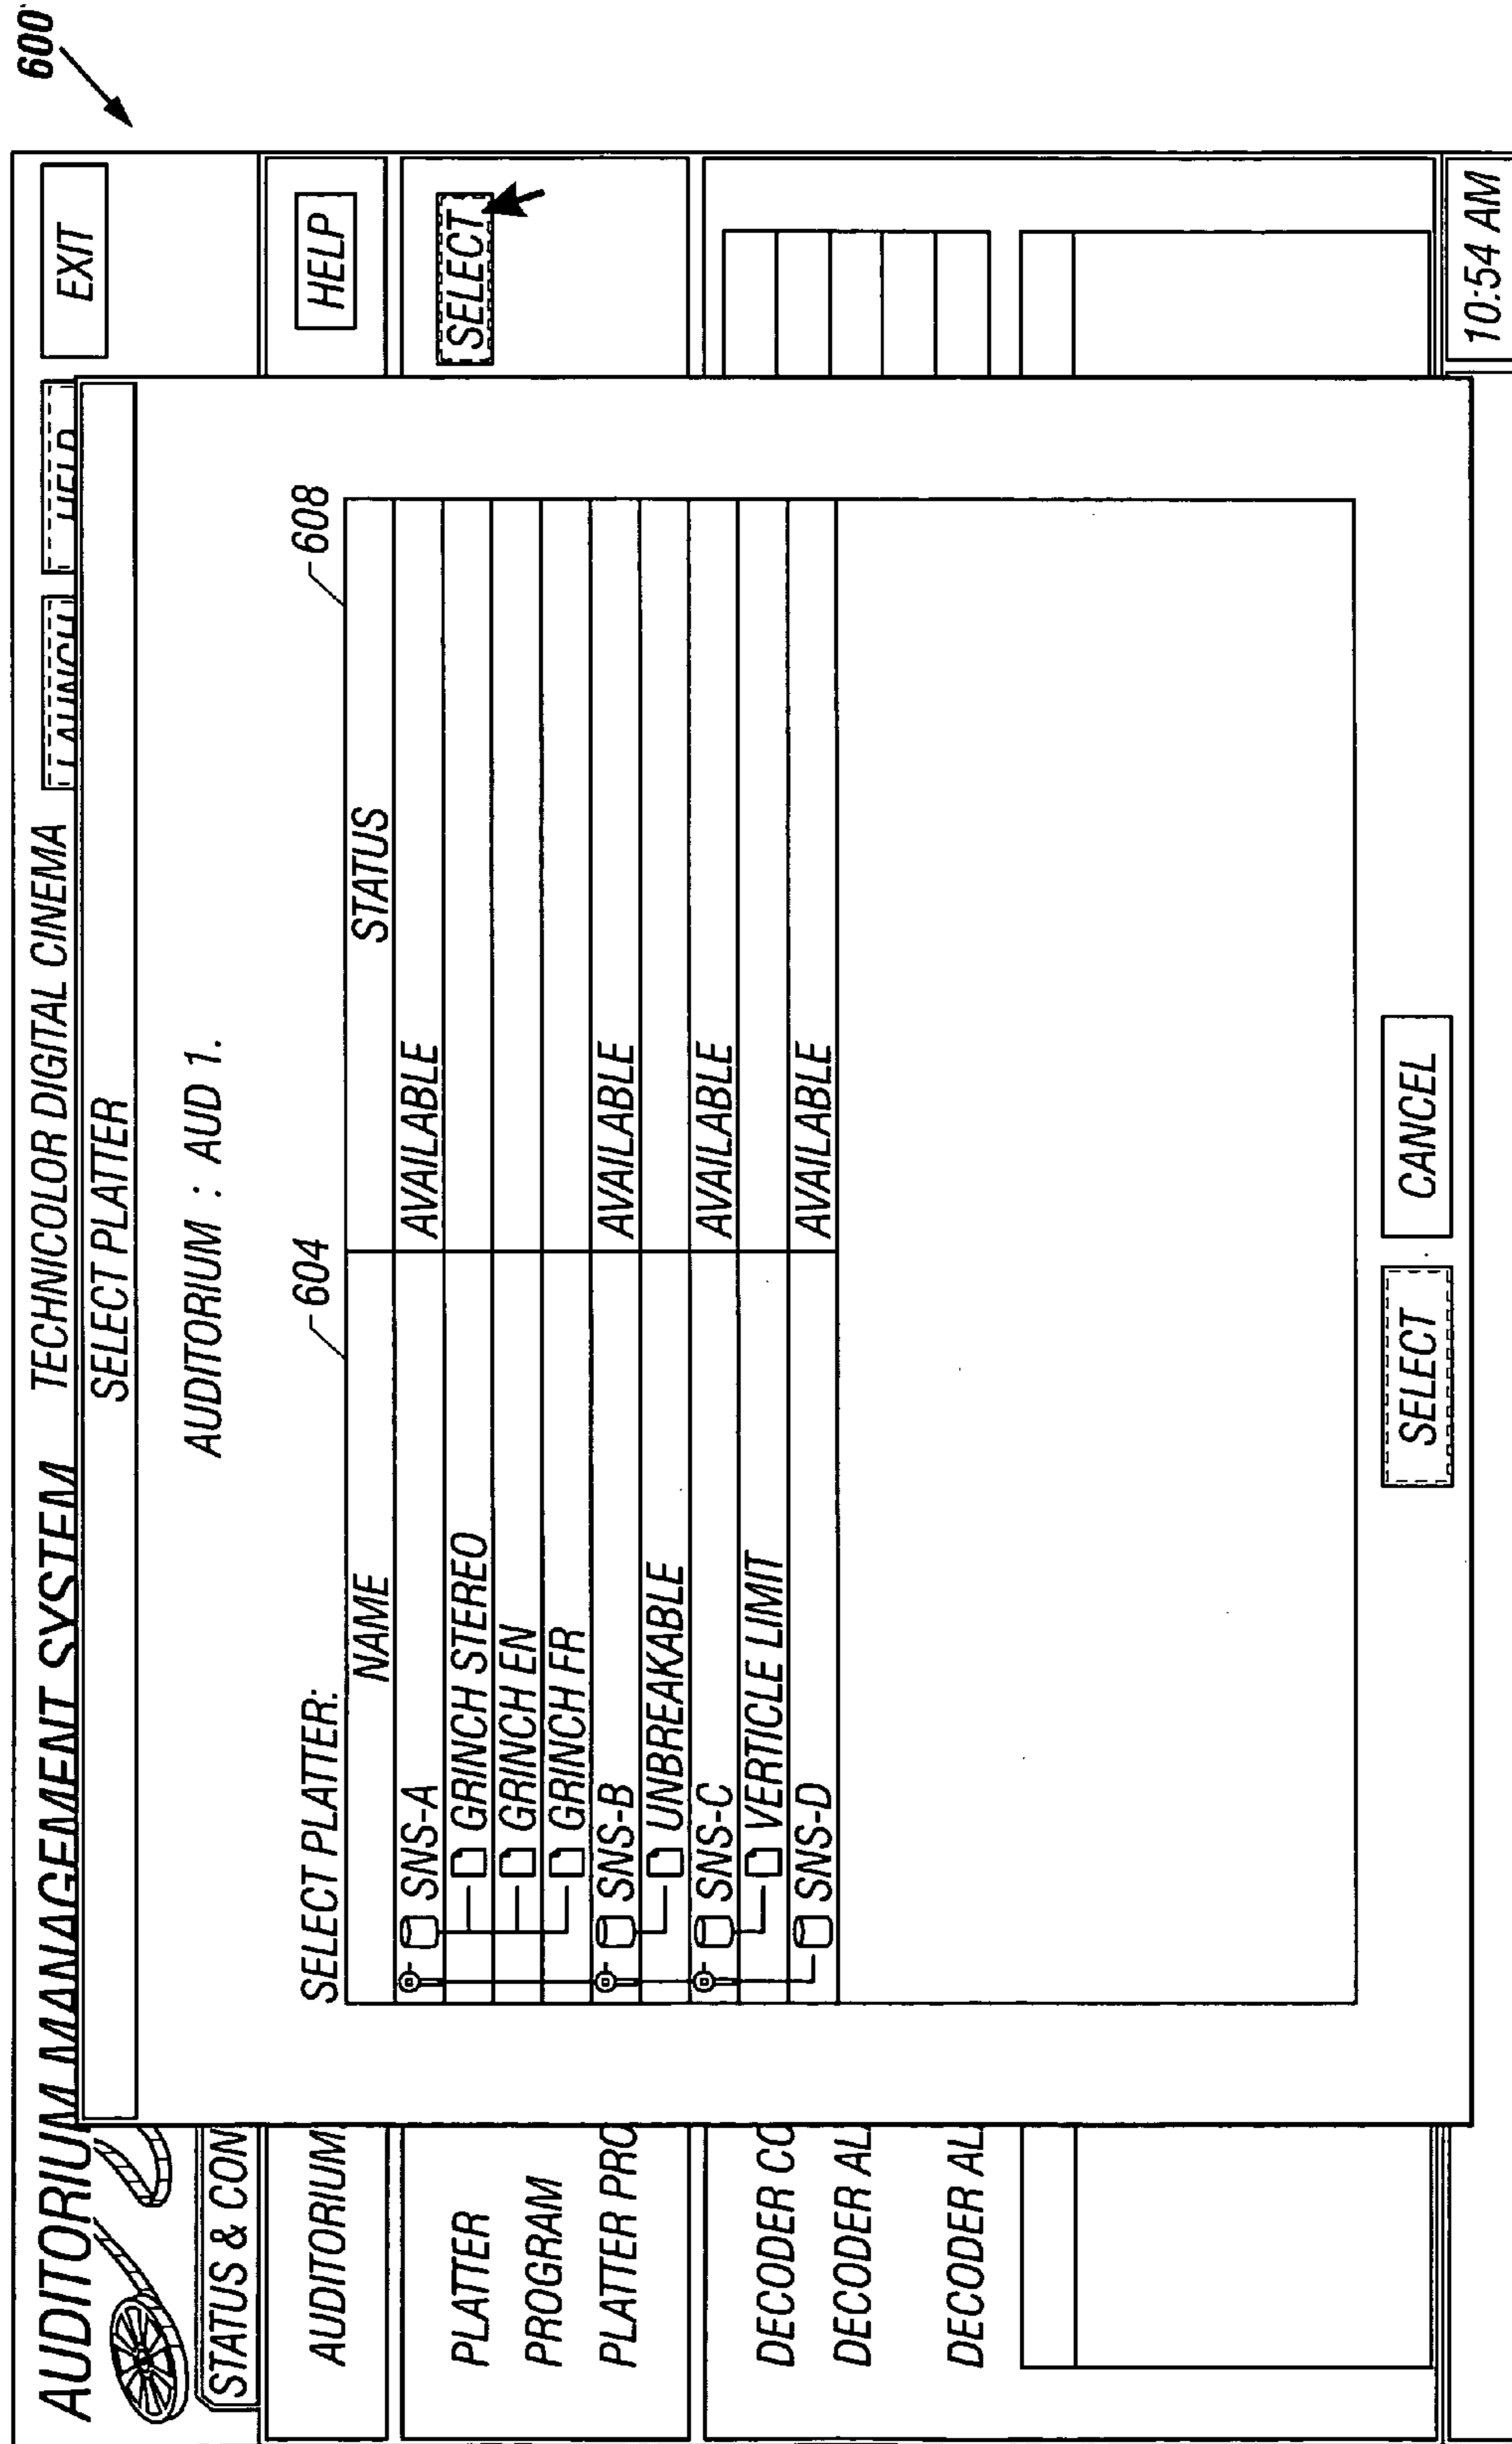 600
AUDITORIUM MANAGEMENT SYSTEM TECHNICOLOR DIGITAL CINEMA LAUNCH HELP EXIT
SELECT PLATTER
STATUS & CON
AUDITORIUM : AUD 1.
AUDITORIUM
HELP
SELECT PLATTER:
604
608
NAME STATUS
SNS-A AVAILABLE
GRINCH STEREO
GRINCH EN
GRINCH FR
SNS-B AVAILABLE
UNBREAKABLE
SNS-C AVAILABLE
VERTICLE LIMIT
SNS-D AVAILABLE
PLATTER
SELECT
PROGRAM
PLATTER PRO
DECODER CO
DECODER AL
DECODER AL
SELECT CANCEL
10:54 AM